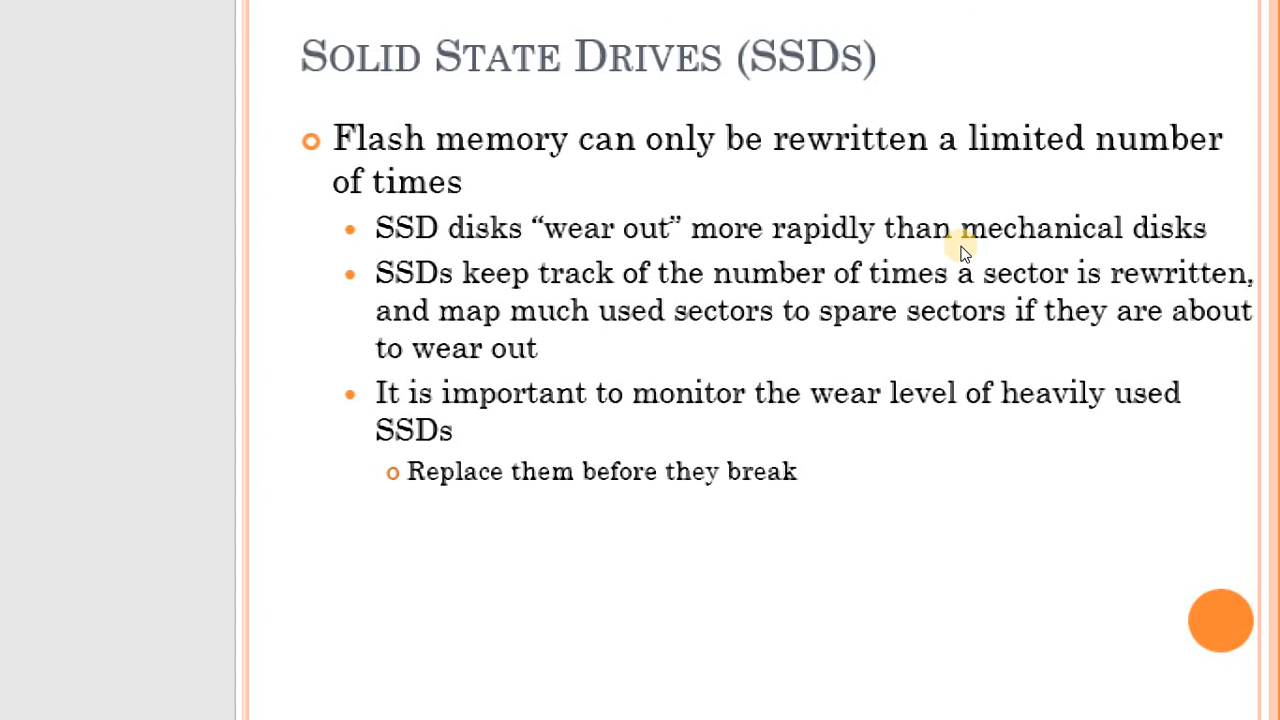 SOLID STATE DRIVES (SSDS)
Flash memory can only be rewritten a limited number
of times
SSD disks “wear out” more rapidly than mechanical disks
SSDs keep track of the number of times a sector is rewritten,
and map much used sectors to spare sectors if they are about
to wear out
It is important to monitor the wear level of heavily used
SSDs
Replace them before they break